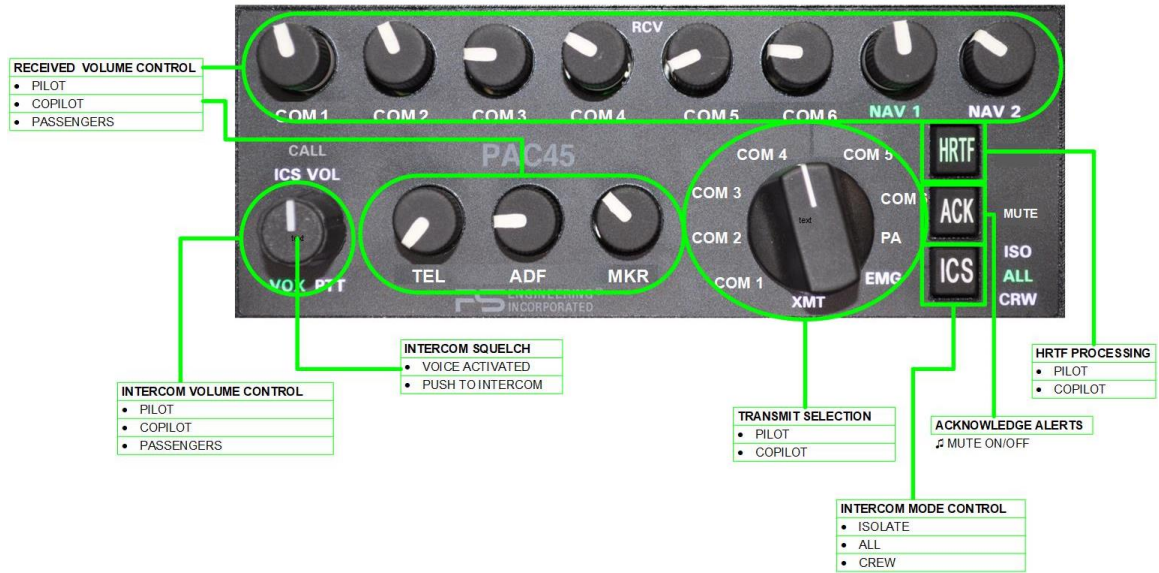 RCV
COM 1 COM 2 COM 3 COM 4 COM 5 COM 6 NAV 1 NAV 2
RECEIVED VOLUME CONTROL
• PILOT
• COPILOT
• PASSENGERS
CALL
ICS VOL
text
VOX PTT
PAC45
TEL ADF MKR
ENGINEERING
INCORPORATED
COM 4 COM 5
COM 3 COM 6
COM 2 PA
COM 1 EMG
text
XMT
HRTF
ACK MUTE
ICS
ISO
ALL
CRW
INTERCOM SQUELCH
• VOICE ACTIVATED
• PUSH TO INTERCOM
INTERCOM VOLUME CONTROL
• PILOT
• COPILOT
• PASSENGERS
TRANSMIT SELECTION
• PILOT
• COPILOT
HRTF PROCESSING
• PILOT
• COPILOT
ACKNOWLEDGE ALERTS
♫ MUTE ON/OFF
INTERCOM MODE CONTROL
• ISOLATE
• ALL
• CREW